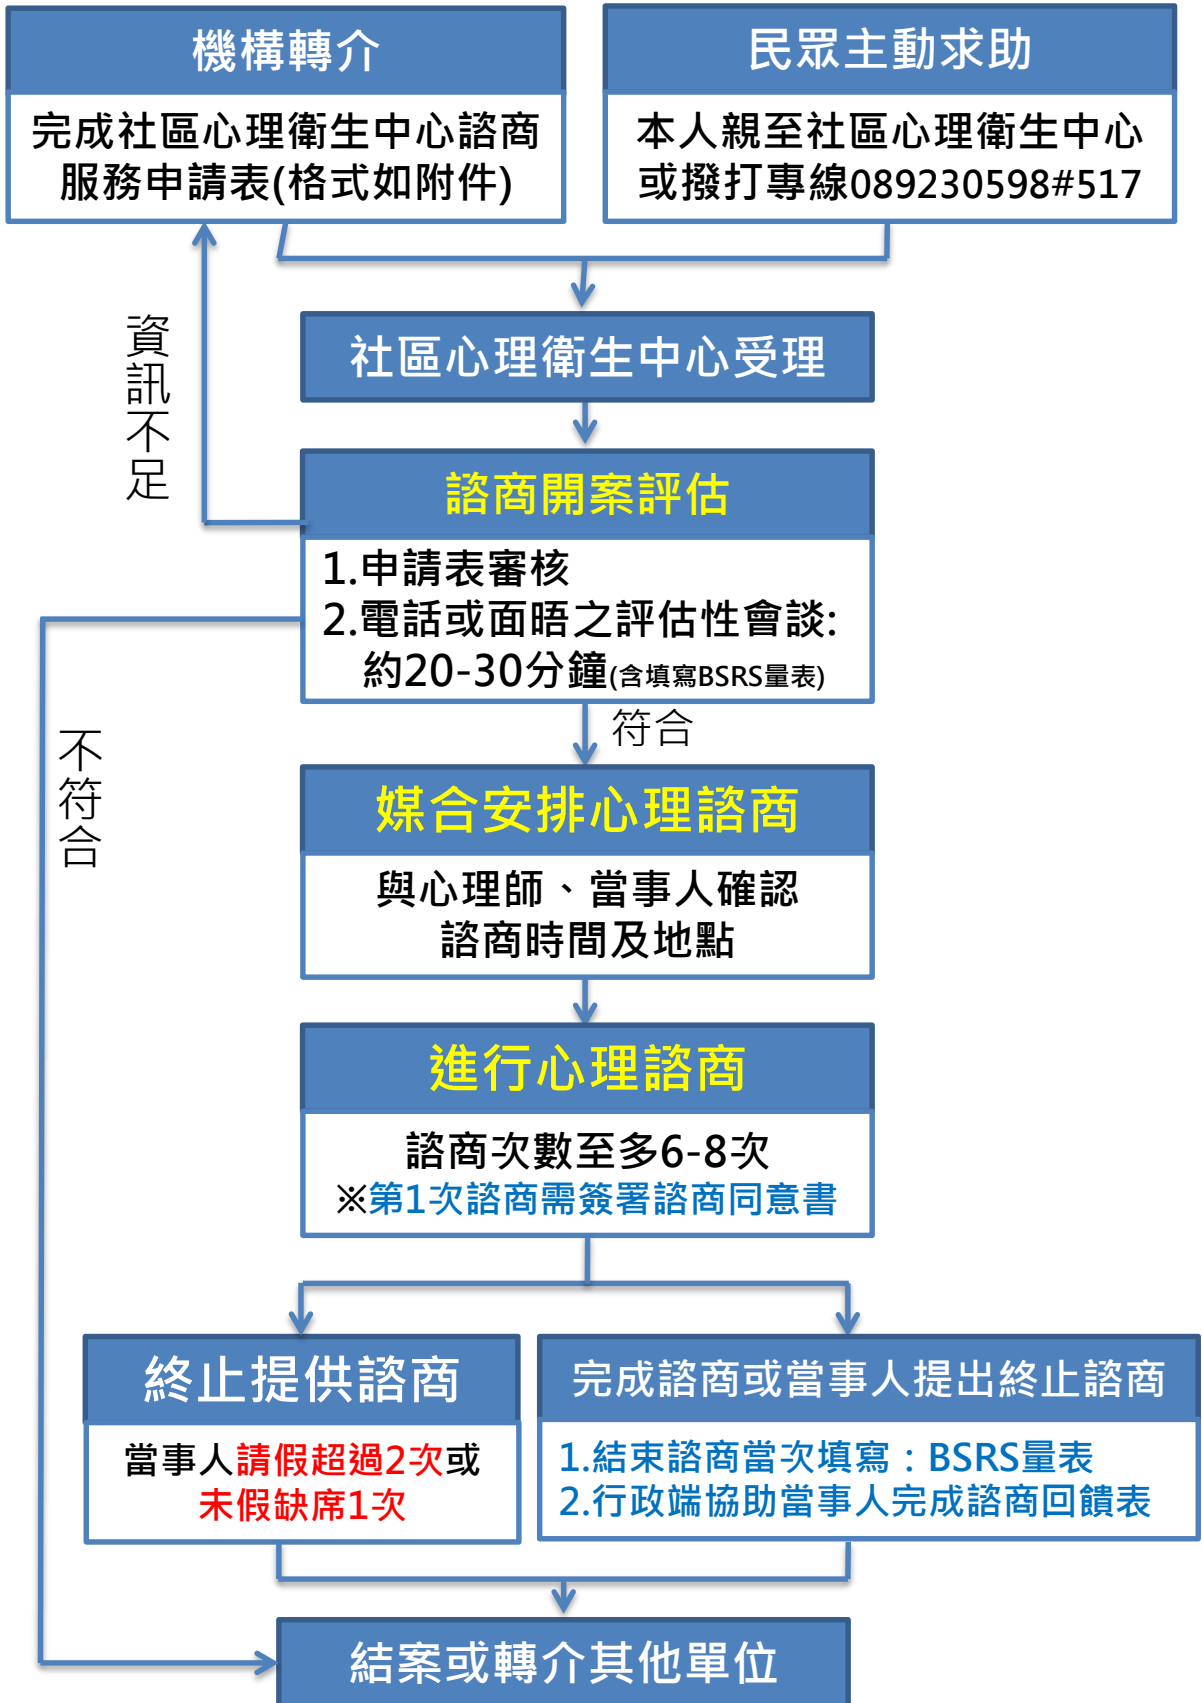 機構轉介
完成社區心理衛生中心諮商
服務申請表(格式如附件)
民眾主動求助
本人親至社區心理衛生中心
或撥打專線089230598#517
資訊不足
社區心理衛生中心受理
諮商開案評估
1.申請表審核
2.電話或面晤之評估性會談:
約20-30分鐘(含填寫BSRS量表)
符合
不符合
媒合安排心理諮商
與心理師、當事人確認
諮商時間及地點
進行心理諮商
諮商次數至多6-8次
※第1次諮商需簽署諮商同意書
終止提供諮商
當事人請假超過2次或
未假缺席1次
完成諮商或當事人提出終止諮商
1.結束諮商當次填寫：BSRS量表
2.行政端協助當事人完成諮商回饋表
結案或轉介其他單位